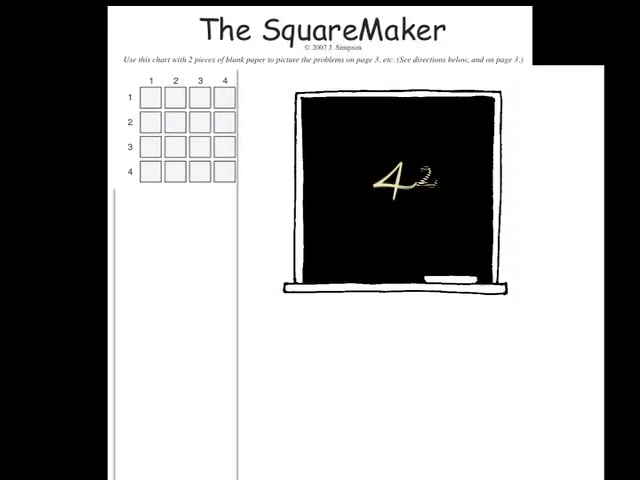 The SquareMaker
© 2007 J. Simpson
Use this chart with 2 pieces of blank paper to picture the problems on page 3, etc. (See directions below, and on page 3.)
1 2 3 4
1
2
3
4
4²